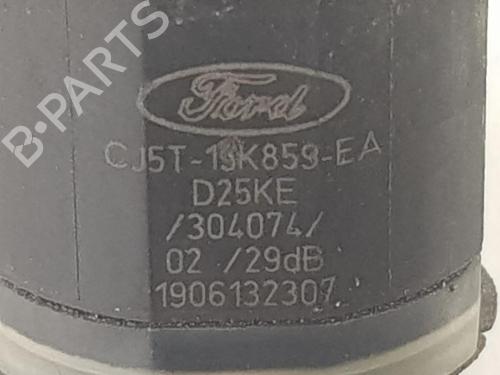 B-PARTS
Ford
CJ5T-15K859-EA
D25KE
/304074/
02 /29dB
1906132307